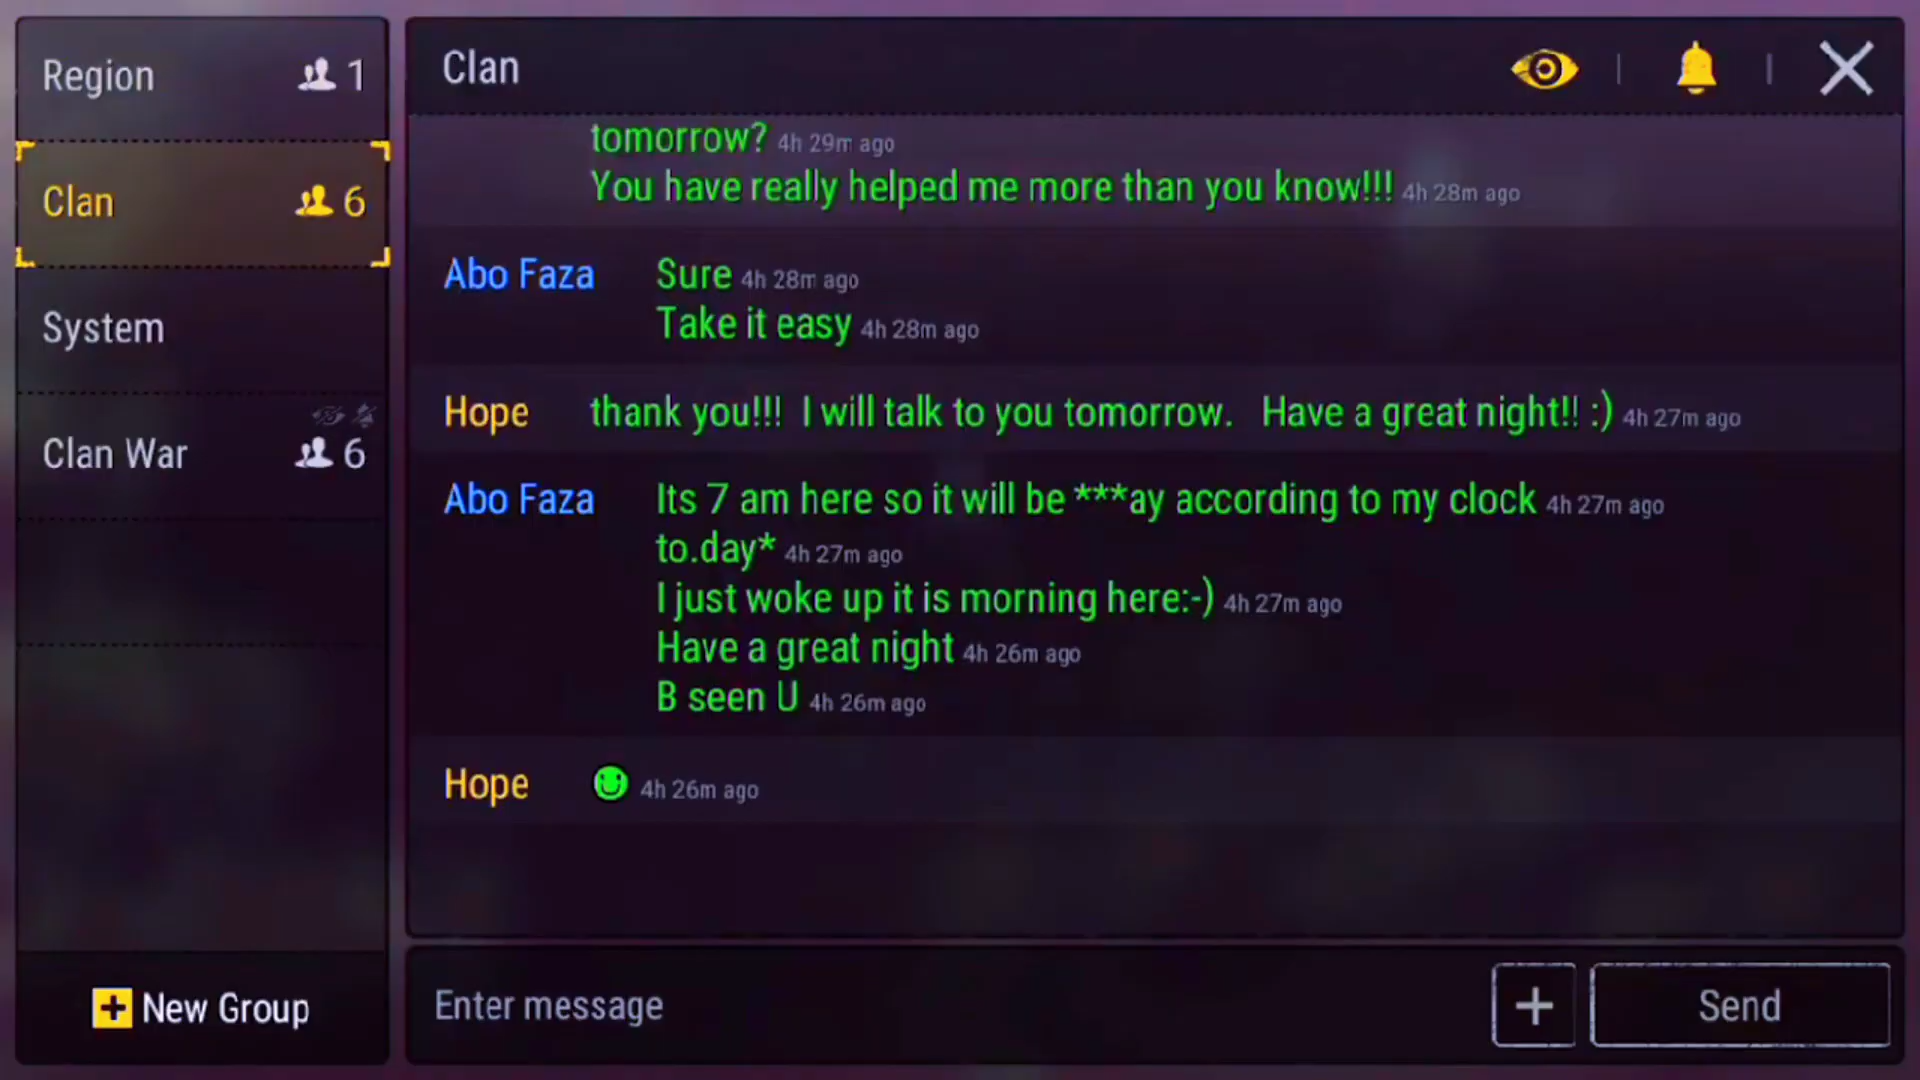 Region 1
Clan 6
System
Clan War 6
New Group
Clan
tomorrow? 4h 29m ago
You have really helped me more than you know!!! 4h 28m ago
Abo Faza Sure 4h 28m ago
Take it easy 4h 28m ago
Hope thank you!!! I will talk to you tomorrow. Have a great night!! :) 4h 27m ago
Abo Faza Its 7 am here so it will be ***ay according to my clock 4h 27m ago
to.day* 4h 27m ago
I just woke up it is morning here:-) 4h 27m ago
Have a great night 4h 26m ago
B seen U 4h 26m ago
Hope 4h 26m ago
Enter message
+ Send